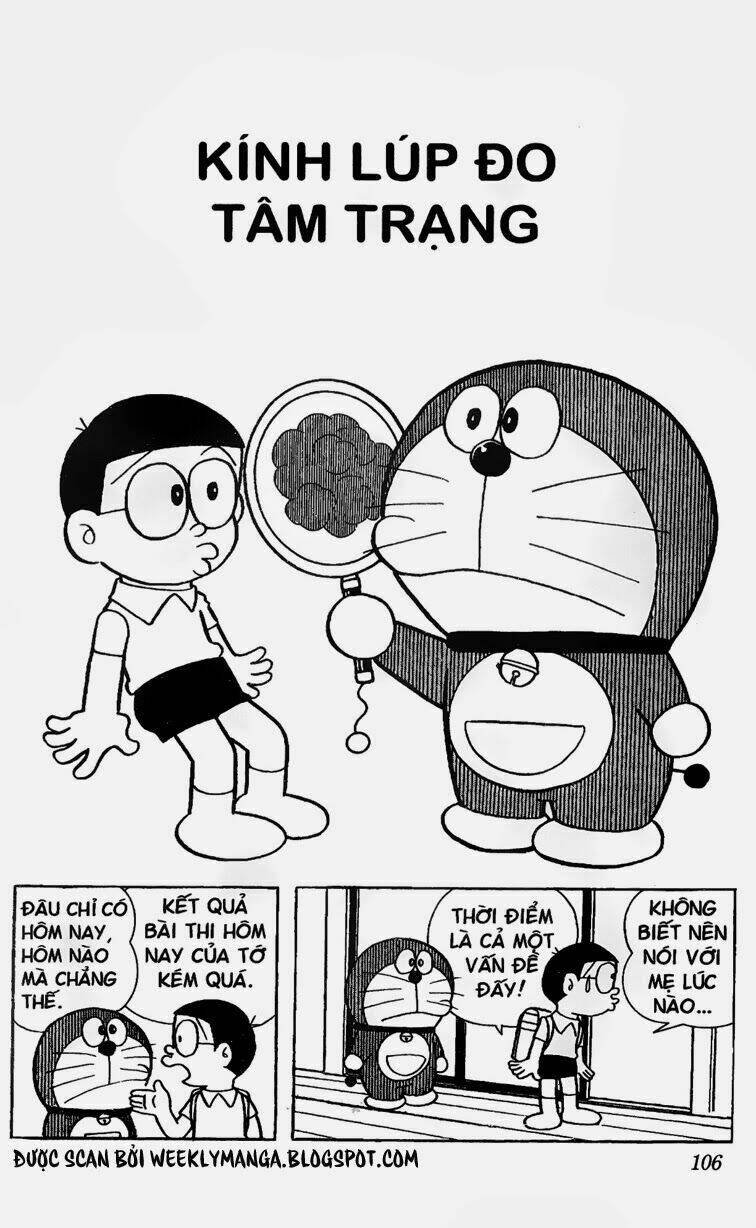 KÍNH LÚP ĐO
TÂM TRẠNG
ĐÂU CHỈ CÓ
HÔM NAY,
HÔM NÀO
MÀ CHẲNG
THẾ.
KẾT QUẢ
BÀI THI HÔM
NAY CỦA TỚ
KÉM QUÁ.
THỜI ĐIỂM
LÀ CẢ MỘT
VẤN ĐỀ
ĐẤY!
KHÔNG
BIẾT NÊN
NÓI VỚI
MẸ LÚC
NÀO...
ĐƯỢC SCAN BỞI WEEKLYMANGA.BLOGSPOT.COM
106